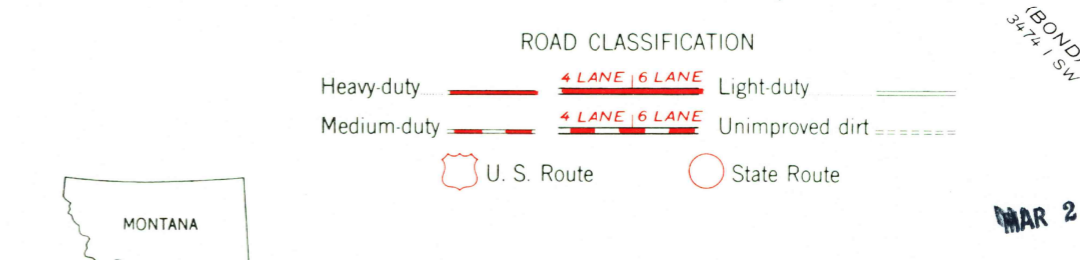 ROAD CLASSIFICATION
Heavy-duty 4 LANE 6 LANE Light-duty
Medium-duty 4 LANE 6 LANE Unimproved dirt
U. S. Route State Route
(BOND)
3474 I SW
MONTANA
MAR 2